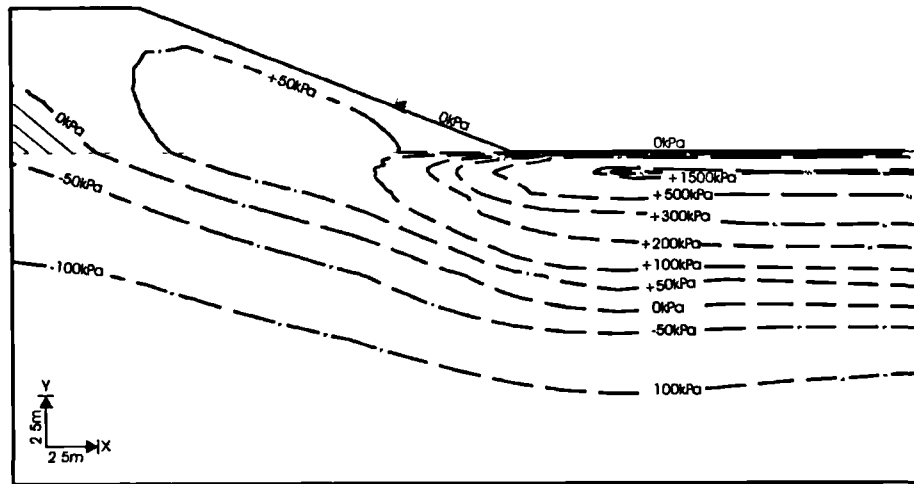 +50kPa
0kPa
0kPa
0kPa
-50kPa
+1500kPa
+500kPa
+300kPa
+200kPa
-100kPa
+100kPa
+50kPa
0kPa
-50kPa
100kPa
Y
2 5m
X
2 5m